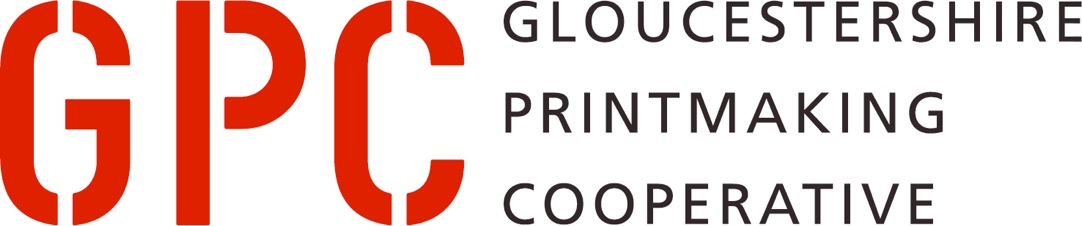 GPC
GLOUCESTERSHIRE
PRINTMAKING
COOPERATIVE